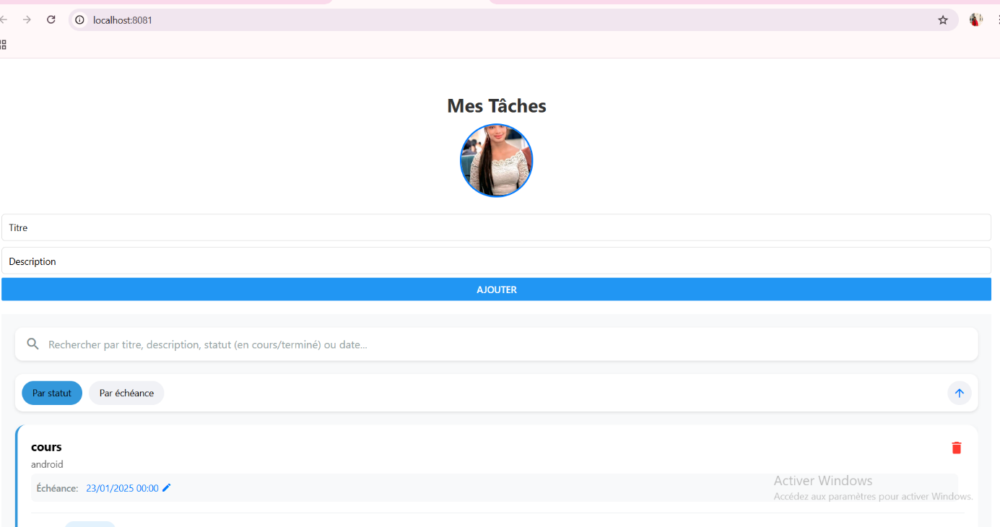 localhost:8081
Mes Tâches
Titre
Description
AJOUTER
Rechercher par titre, description, statut (en cours/terminé) ou date...
Par statut
Par échéance
cours
android
Échéance: 23/01/2025 00:00
Activer Windows
Accédez aux paramètres pour activer Windows.